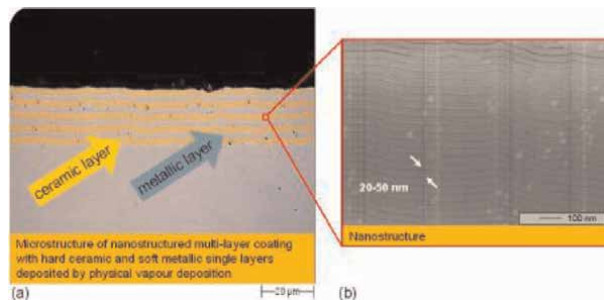 ceramic layer
metallic layer
Microstructure of nanostructured multi-layer coating
with hard ceramic and soft metallic single layers
deposited by physical vapour deposition
(a)
20 µm
20-50 nm
100 nm
Nanostructure
(b)